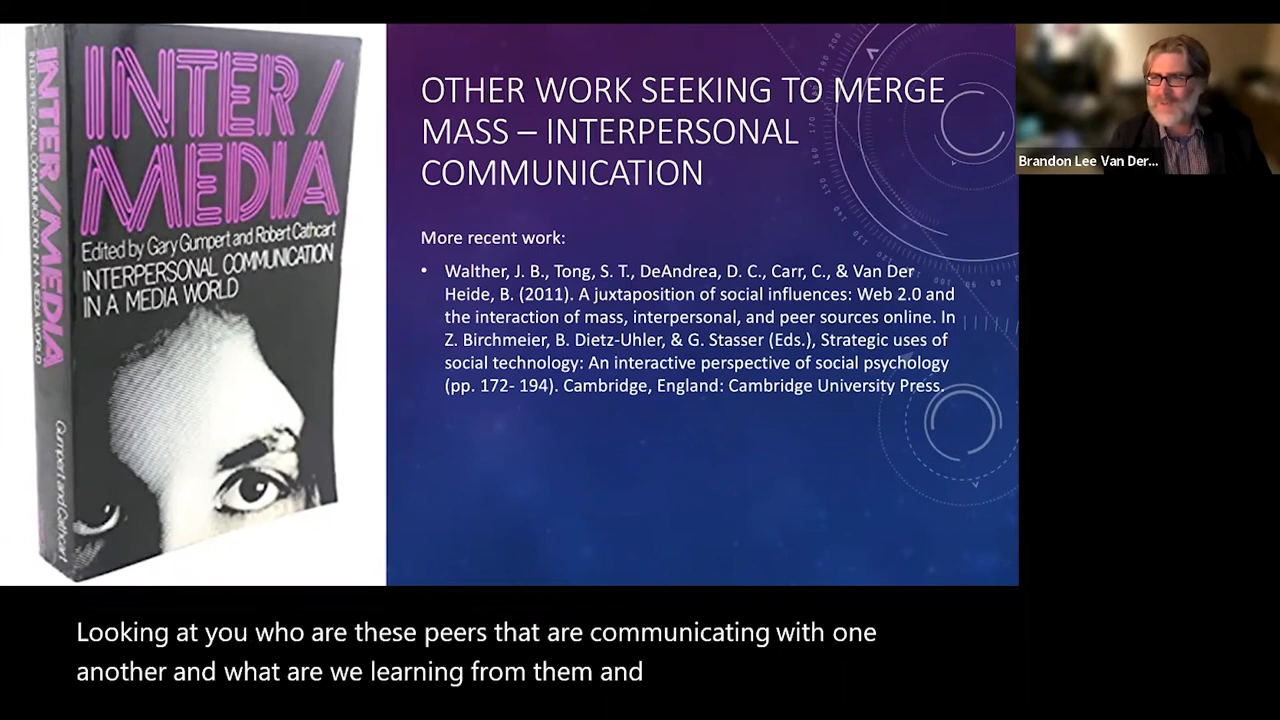 INTER /
MEDIA
Edited by Gary Gumpert and Robert Cathcart
INTERPERSONAL COMMUNICATION
IN A MEDIA WORLD
INTER/MEDIA
INTERPERSONAL COMMUNICATION IN A MEDIA WORLD
Gumpert and Cathcart
OTHER WORK SEEKING TO MERGE
MASS – INTERPERSONAL
COMMUNICATION
More recent work:
• Walther, J. B., Tong, S. T., DeAndrea, D. C., Carr, C., & Van Der
Heide, B. (2011). A juxtaposition of social influences: Web 2.0 and
the interaction of mass, interpersonal, and peer sources online. In
Z. Birchmeier, B. Dietz-Uhler, & G. Stasser (Eds.), Strategic uses of
social technology: An interactive perspective of social psychology
(pp. 172- 194). Cambridge, England: Cambridge University Press.
Brandon Lee Van Der...
Looking at you who are these peers that are communicating with one
another and what are we learning from them and